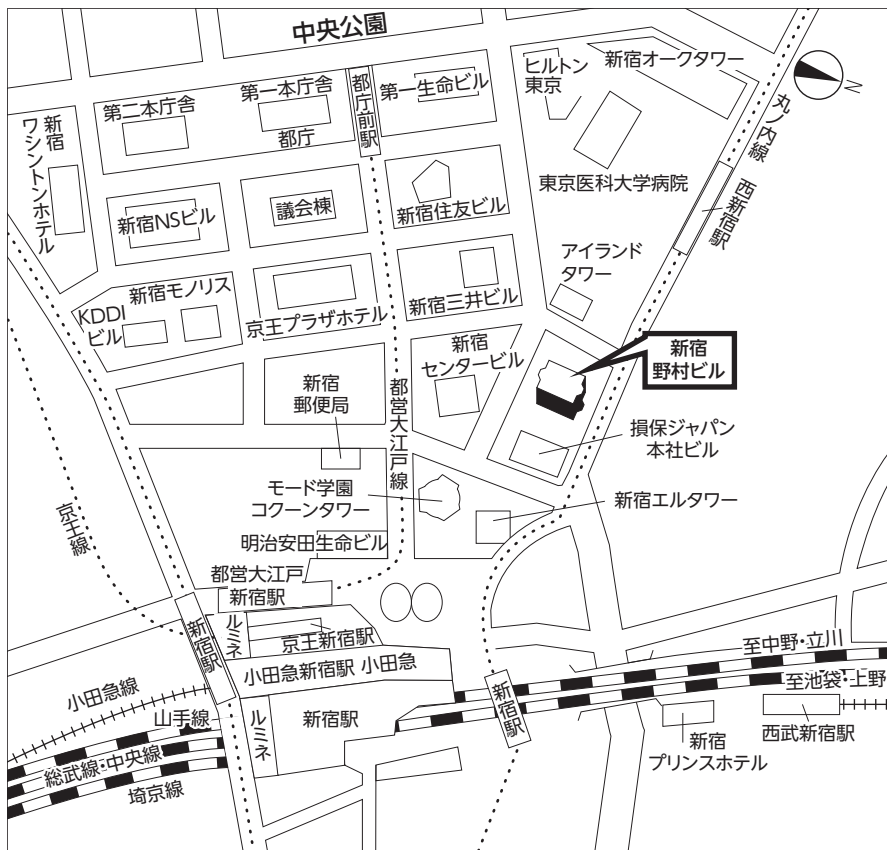 中央公園
ヒルトン
東京
新宿オークタワー
N
第二本庁舎
第一本庁舎
都庁
都庁前駅
第一生命ビル
丸ノ内線
西新宿駅
新宿
ワシントンホテル
東京医科大学病院
新宿NSビル
議会棟
新宿住友ビル
アイランド
タワー
KDDI
ビル
新宿モノリス
京王プラザホテル
新宿三井ビル
新宿
センタービル
新宿
野村ビル
新宿
郵便局
都営大江戸線
損保ジャパン
本社ビル
モード学園
コクーンタワー
新宿エルタワー
京王線
明治安田生命ビル
都営大江戸
新宿駅
新宿駅
ルミネ
京王新宿駅
小田急新宿駅 小田急
至中野・立川
至池袋・上野
小田急線
山手線
ルミネ
新宿駅
新宿駅
新宿
プリンスホテル
西武新宿駅
総武線・中央線
埼京線